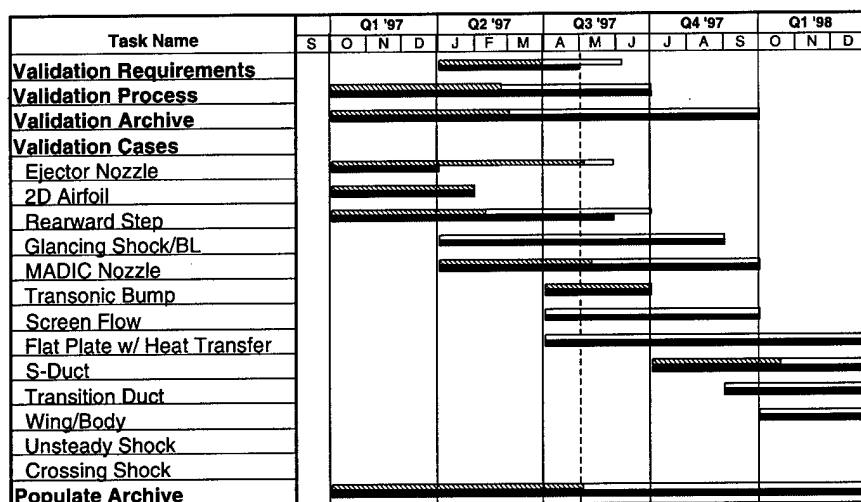 Q1 '97 Q2 '97 Q3 '97 Q4 '97 Q1 '98
Task Name S O N D J F M A M J J A S O N D
Validation Requirements
Validation Process
Validation Archive
Validation Cases
Ejector Nozzle
2D Airfoil
Rearward Step
Glancing Shock/BL
MADIC Nozzle
Transonic Bump
Screen Flow
Flat Plate w/ Heat Transfer
S-Duct
Transition Duct
Wing/Body
Unsteady Shock
Crossing Shock
Populate Archive